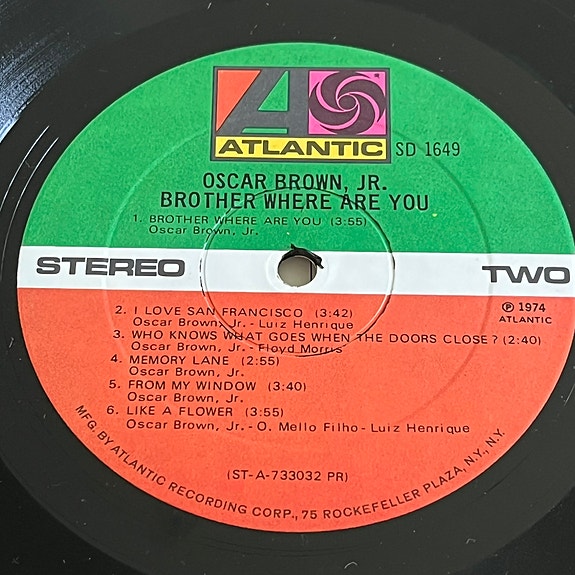 ATLANTIC
SD 1649
OSCAR BROWN, JR.
BROTHER WHERE ARE YOU
1. BROTHER WHERE ARE YOU (3:55)
Oscar Brown, Jr.
STEREO
TWO
℗ 1974
ATLANTIC
2. I LOVE SAN FRANCISCO (3:42)
Oscar Brown, Jr. - Luiz Henrique
3. WHO KNOWS WHAT GOES WHEN THE DOORS CLOSE? (2:40)
Oscar Brown, Jr. - Floyd Morris
4. MEMORY LANE (2:55)
Oscar Brown, Jr.
5. FROM MY WINDOW (3:40)
Oscar Brown, Jr.
6. LIKE A FLOWER (3:55)
Oscar Brown, Jr. - O. Mello Filho - Luiz Henrique
(ST-A-733032 PR)
MFG. BY ATLANTIC RECORDING CORP., 75 ROCKEFELLER PLAZA, N.Y., N.Y.